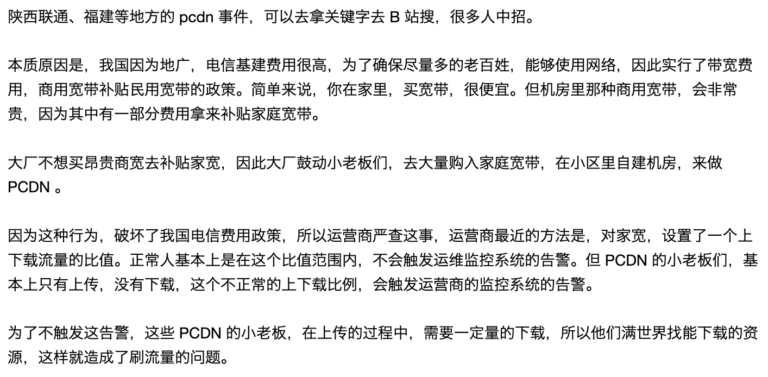 陕西联通、福建等地方的 pcdn 事件，可以去拿关键字去 B 站搜，很多人中招。
本质原因是，我国因为地广，电信基建费用很高，为了确保尽量多的老百姓，能够使用网络，因此实行了带宽费
用，商用宽带补贴民用宽带的政策。简单来说，你在家里，买宽带，很便宜。但机房里那种商用宽带，会非常
贵，因为其中有一部分费用拿来补贴家庭宽带。
大厂不想买昂贵商宽去补贴家宽，因此大厂鼓动小老板们，去大量购入家庭宽带，在小区里自建机房，来做
PCDN 。
因为这种行为，破坏了我国电信费用政策，所以运营商严查这事，运营商最近的方法是，对家宽，设置了一个上
下载流量的比值。正常人基本上是在这个比值范围内，不会触发运维监控系统的告警。但 PCDN 的小老板们，基
本上只有上传，没有下载，这个不正常的上下载比例，会触发运营商的监控系统的告警。
为了不触发这告警，这些 PCDN 的小老板，在上传的过程中，需要一定量的下载，所以他们满世界找能下载的资
源，这样就造成了刷流量的问题。